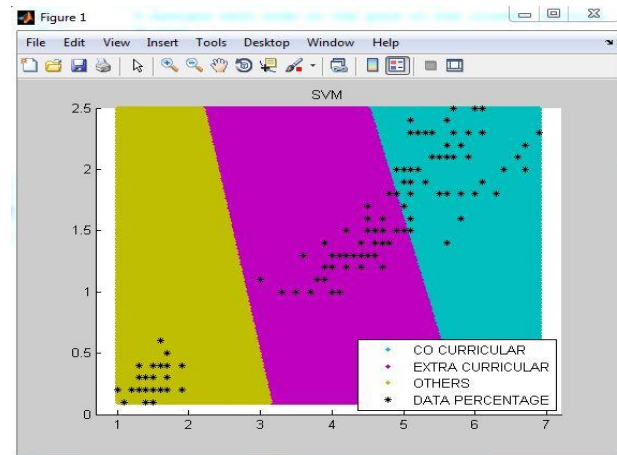 Figure 1
File Edit View Insert Tools Desktop Window Help
SVM
2.5
2
1.5
1
0.5
0
CO CURRICULAR
EXTRA CURRICULAR
OTHERS
DATA PERCENTAGE
1 2 3 4 5 6 7